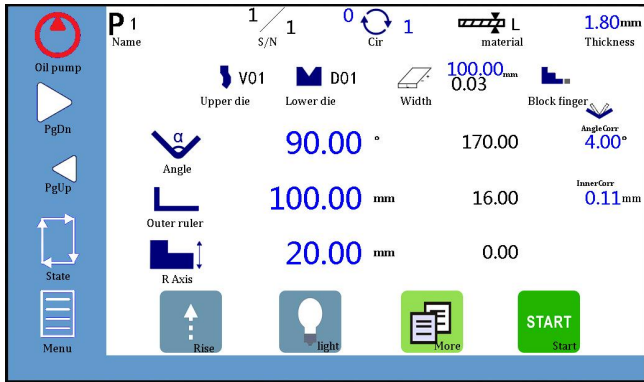 P 1
Name
1/1
S/N
0 1
Cir
L
material
1.80mm
Thickness
Oil pump
V01
Upper die
D01
Lower die
Width
100.00mm
0.03
Block finger
PgDn
α
Angle
90.00 °
170.00
AngleCorr
4.00°
PgUp
Outer ruler
100.00 mm
16.00
InnerCorr
0.11mm
State
R Axis
20.00 mm
0.00
Menu
Rise
light
More
START
Start